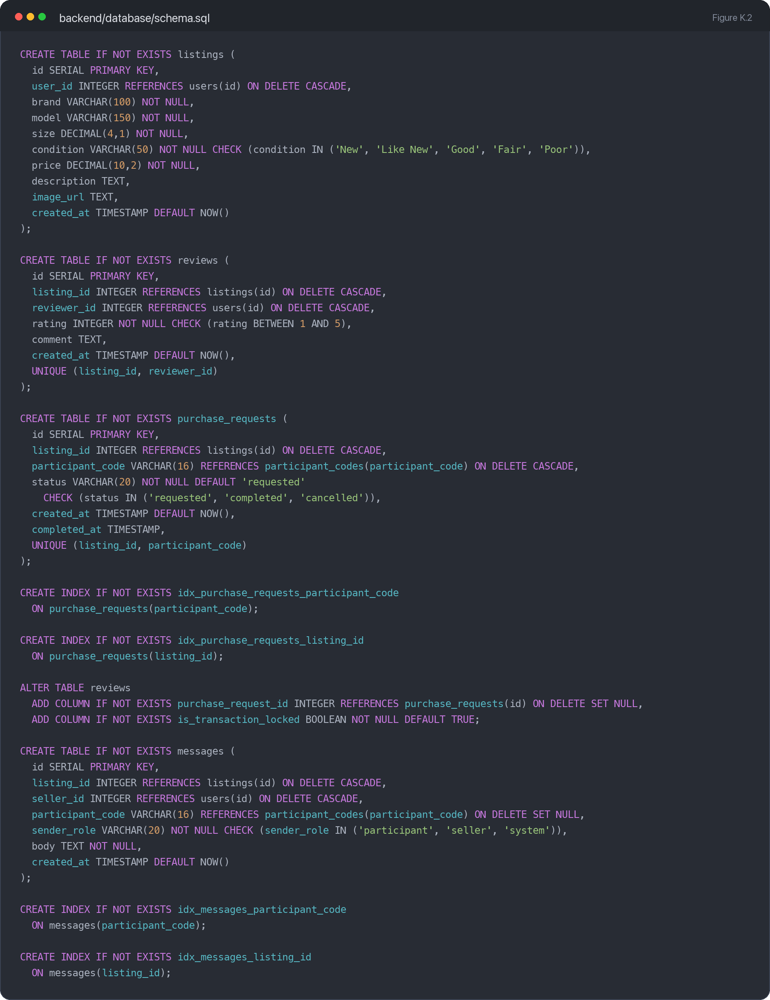 backend/database/schema.sql
Figure K.2
CREATE TABLE IF NOT EXISTS listings (
  id SERIAL PRIMARY KEY,
  user_id INTEGER REFERENCES users(id) ON DELETE CASCADE,
  brand VARCHAR(100) NOT NULL,
  model VARCHAR(150) NOT NULL,
  size DECIMAL(4,1) NOT NULL,
  condition VARCHAR(50) NOT NULL CHECK (condition IN ('New', 'Like New', 'Good', 'Fair', 'Poor')),
  price DECIMAL(10,2) NOT NULL,
  description TEXT,
  image_url TEXT,
  created_at TIMESTAMP DEFAULT NOW()
);
CREATE TABLE IF NOT EXISTS reviews (
  id SERIAL PRIMARY KEY,
  listing_id INTEGER REFERENCES listings(id) ON DELETE CASCADE,
  reviewer_id INTEGER REFERENCES users(id) ON DELETE CASCADE,
  rating INTEGER NOT NULL CHECK (rating BETWEEN 1 AND 5),
  comment TEXT,
  created_at TIMESTAMP DEFAULT NOW(),
  UNIQUE (listing_id, reviewer_id)
);
CREATE TABLE IF NOT EXISTS purchase_requests (
  id SERIAL PRIMARY KEY,
  listing_id INTEGER REFERENCES listings(id) ON DELETE CASCADE,
  participant_code VARCHAR(16) REFERENCES participant_codes(participant_code) ON DELETE CASCADE,
  status VARCHAR(20) NOT NULL DEFAULT 'requested'
    CHECK (status IN ('requested', 'completed', 'cancelled')),
  created_at TIMESTAMP DEFAULT NOW(),
  completed_at TIMESTAMP,
  UNIQUE (listing_id, participant_code)
);
CREATE INDEX IF NOT EXISTS idx_purchase_requests_participant_code
  ON purchase_requests(participant_code);
CREATE INDEX IF NOT EXISTS idx_purchase_requests_listing_id
  ON purchase_requests(listing_id);
ALTER TABLE reviews
  ADD COLUMN IF NOT EXISTS purchase_request_id INTEGER REFERENCES purchase_requests(id) ON DELETE SET NULL,
  ADD COLUMN IF NOT EXISTS is_transaction_locked BOOLEAN NOT NULL DEFAULT TRUE;
CREATE TABLE IF NOT EXISTS messages (
  id SERIAL PRIMARY KEY,
  listing_id INTEGER REFERENCES listings(id) ON DELETE CASCADE,
  seller_id INTEGER REFERENCES users(id) ON DELETE CASCADE,
  participant_code VARCHAR(16) REFERENCES participant_codes(participant_code) ON DELETE SET NULL,
  sender_role VARCHAR(20) NOT NULL CHECK (sender_role IN ('participant', 'seller', 'system')),
  body TEXT NOT NULL,
  created_at TIMESTAMP DEFAULT NOW()
);
CREATE INDEX IF NOT EXISTS idx_messages_participant_code
  ON messages(participant_code);
CREATE INDEX IF NOT EXISTS idx_messages_listing_id
  ON messages(listing_id);